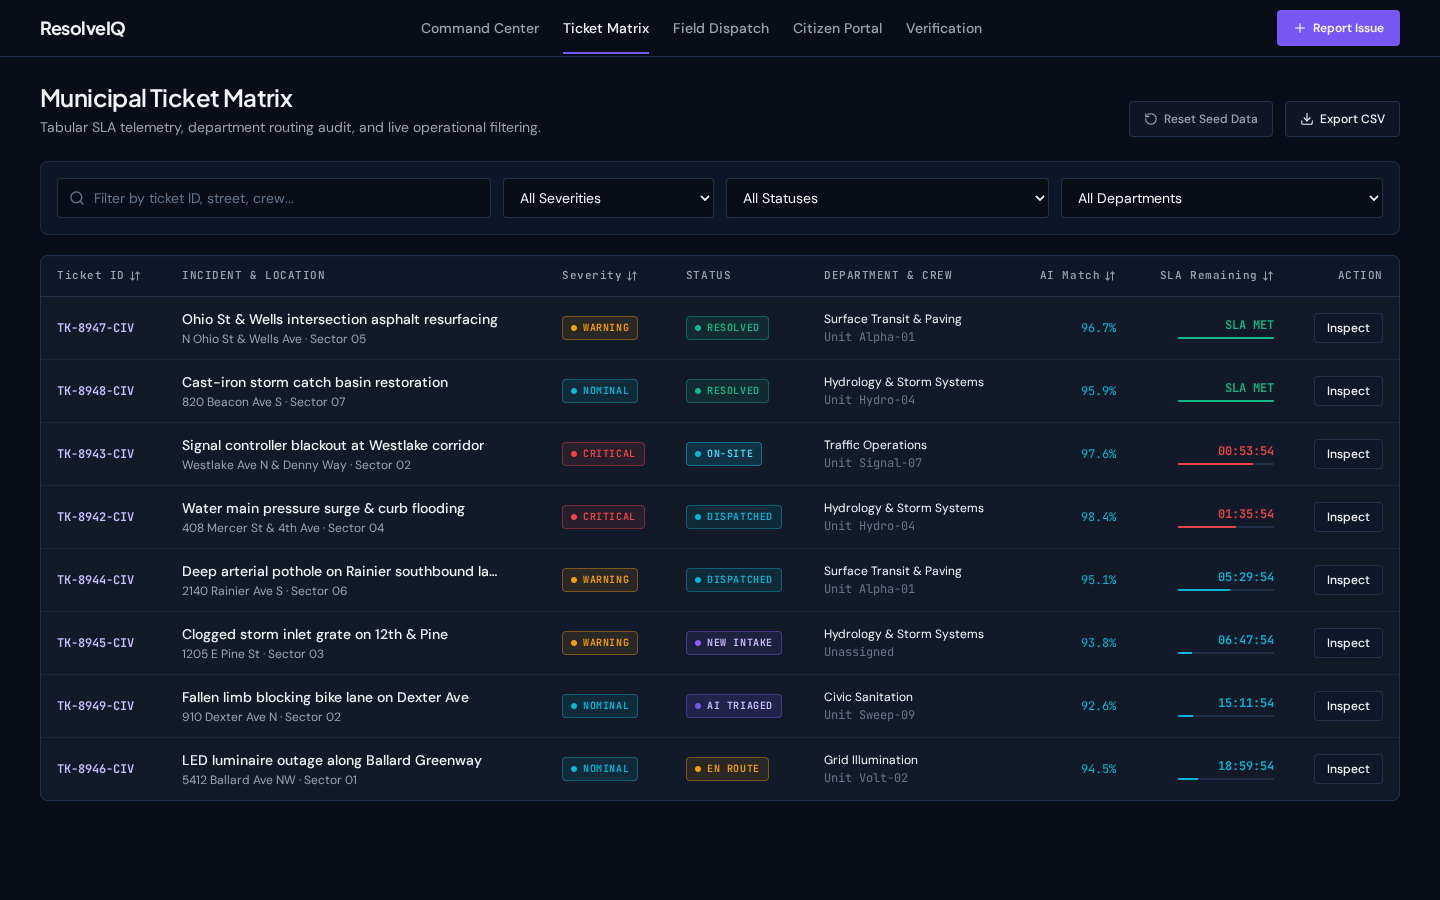 ResolveIQ
Command Center
Ticket Matrix
Field Dispatch
Citizen Portal
Verification
Report Issue
Municipal Ticket Matrix
Tabular SLA telemetry, department routing audit, and live operational filtering.
Reset Seed Data
Export CSV
Filter by ticket ID, street, crew...
All Severities
All Statuses
All Departments
Ticket ID
INCIDENT & LOCATION
Severity
STATUS
DEPARTMENT & CREW
AI Match
SLA Remaining
ACTION
TK-8947-CIV
Ohio St & Wells intersection asphalt resurfacing
N Ohio St & Wells Ave · Sector 05
WARNING
RESOLVED
Surface Transit & Paving
Unit Alpha-01
96.7%
SLA MET
Inspect
TK-8948-CIV
Cast-iron storm catch basin restoration
820 Beacon Ave S · Sector 07
NOMINAL
RESOLVED
Hydrology & Storm Systems
Unit Hydro-04
95.9%
SLA MET
Inspect
TK-8943-CIV
Signal controller blackout at Westlake corridor
Westlake Ave N & Denny Way · Sector 02
CRITICAL
ON-SITE
Traffic Operations
Unit Signal-07
97.6%
00:53:54
Inspect
TK-8942-CIV
Water main pressure surge & curb flooding
408 Mercer St & 4th Ave · Sector 04
CRITICAL
DISPATCHED
Hydrology & Storm Systems
Unit Hydro-04
98.4%
01:35:54
Inspect
TK-8944-CIV
Deep arterial pothole on Rainier southbound la...
2140 Rainier Ave S · Sector 06
WARNING
DISPATCHED
Surface Transit & Paving
Unit Alpha-01
95.1%
05:29:54
Inspect
TK-8945-CIV
Clogged storm inlet grate on 12th & Pine
1205 E Pine St · Sector 03
WARNING
NEW INTAKE
Hydrology & Storm Systems
Unassigned
93.8%
06:47:54
Inspect
TK-8949-CIV
Fallen limb blocking bike lane on Dexter Ave
910 Dexter Ave N · Sector 02
NOMINAL
AI TRIAGED
Civic Sanitation
Unit Sweep-09
92.6%
15:11:54
Inspect
TK-8946-CIV
LED luminaire outage along Ballard Greenway
5412 Ballard Ave NW · Sector 01
NOMINAL
EN ROUTE
Grid Illumination
Unit Volt-02
94.5%
18:59:54
Inspect